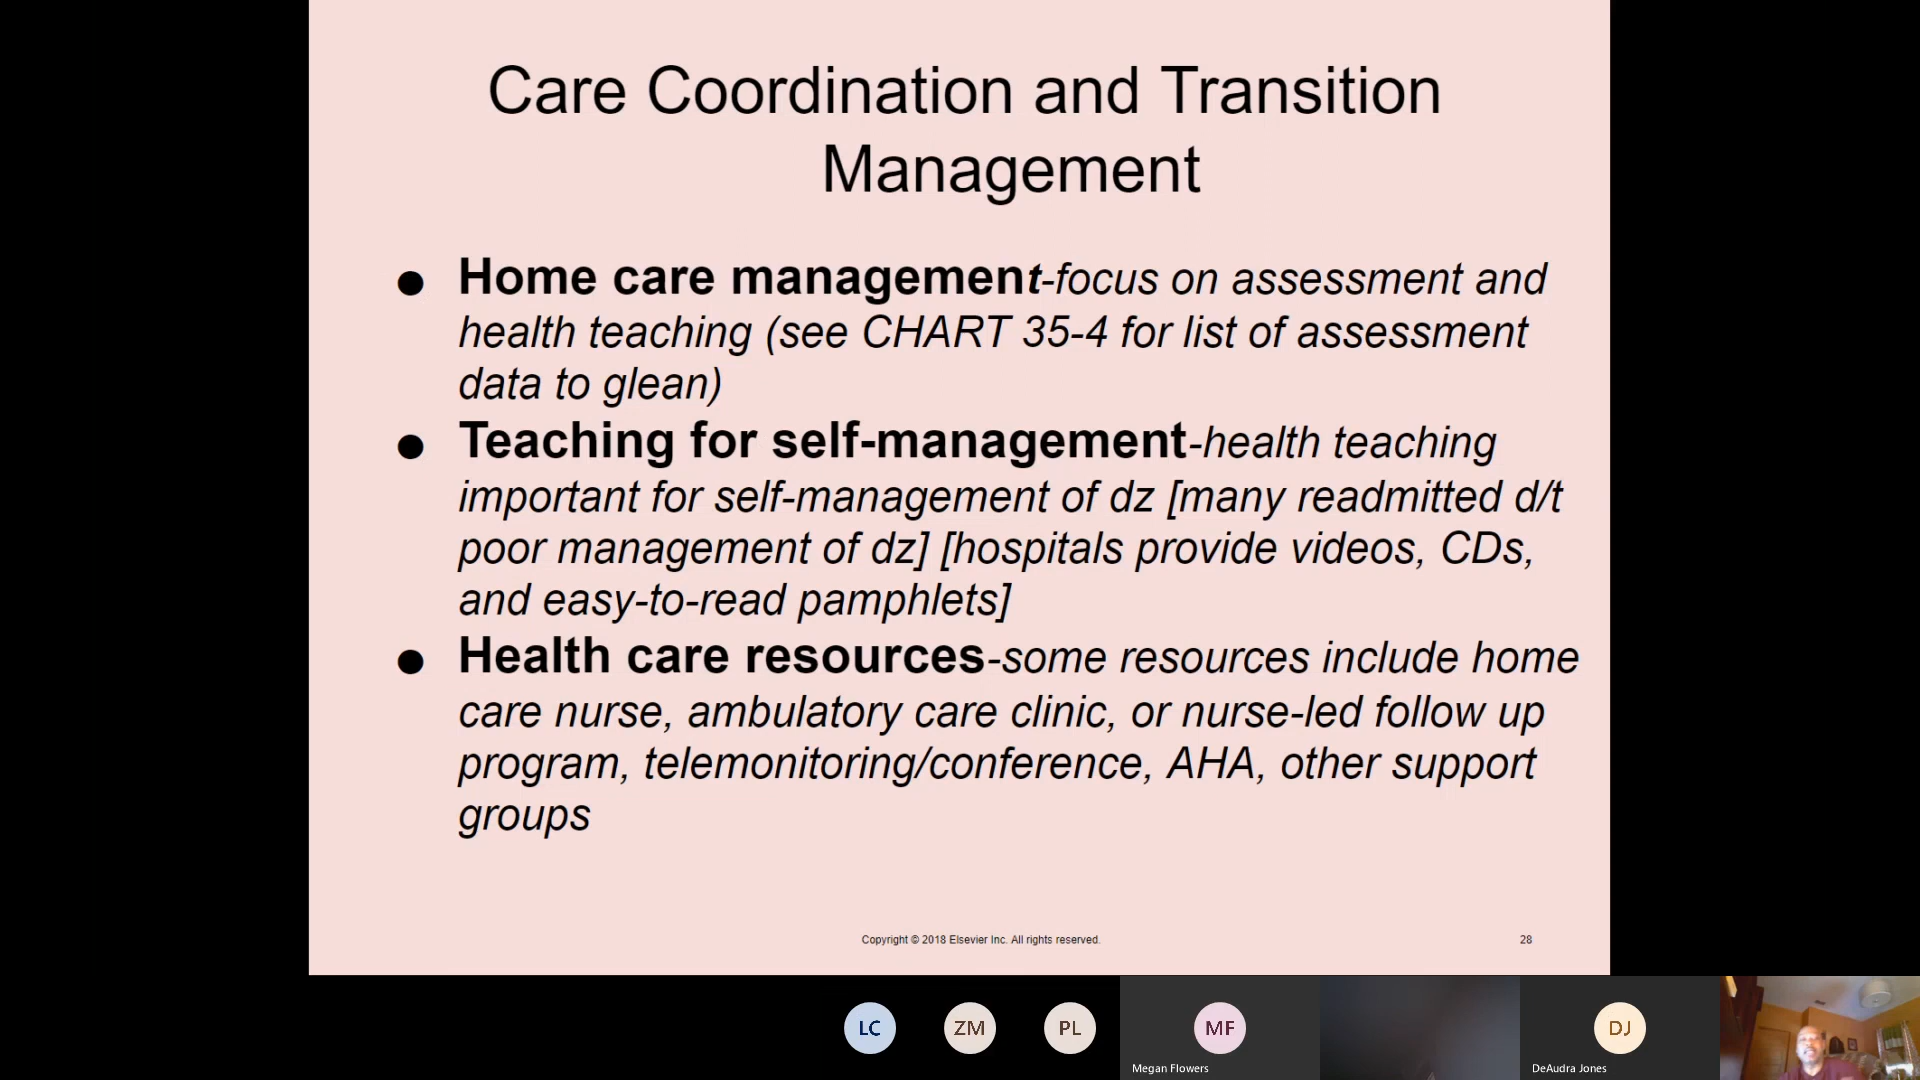 Care Coordination and Transition
Management
● Home care management-focus on assessment and
health teaching (see CHART 35-4 for list of assessment
data to glean)
● Teaching for self-management-health teaching
important for self-management of dz [many readmitted d/t
poor management of dz] [hospitals provide videos, CDs,
and easy-to-read pamphlets]
● Health care resources-some resources include home
care nurse, ambulatory care clinic, or nurse-led follow up
program, telemonitoring/conference, AHA, other support
groups
Copyright © 2018 Elsevier Inc. All rights reserved.
28
LC
ZM
PL
MF
DJ
Megan Flowers
DeAudra Jones